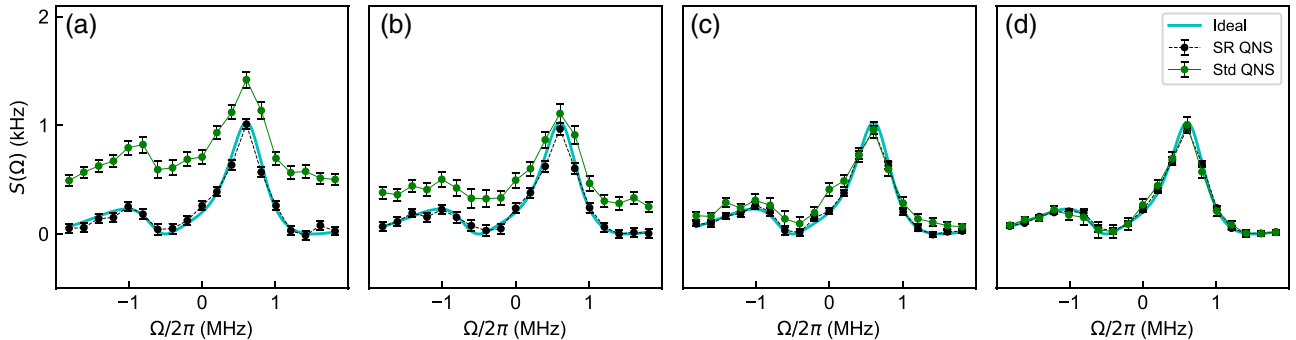 (a)
(b)
(c)
(d)
Ideal
SR QNS
Std QNS
S(Ω) (kHz)
2
1
0
−1 0 1
−1 0 1
−1 0 1
−1 0 1
Ω/2π (MHz)
Ω/2π (MHz)
Ω/2π (MHz)
Ω/2π (MHz)